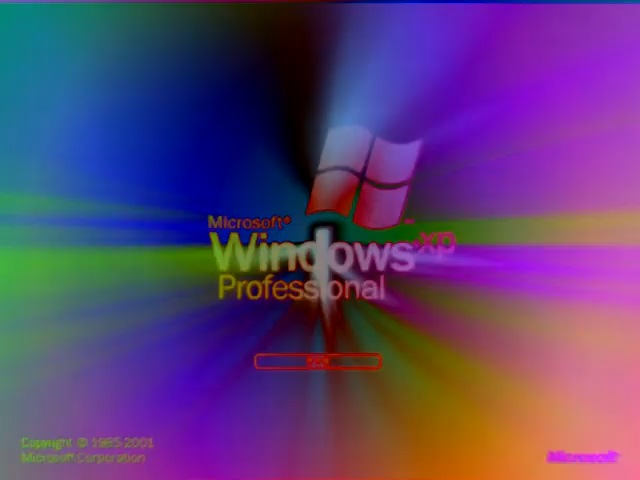 Microsoft®
Windows xp
Professional
Copyright © 1985-2001
Microsoft Corporation
Microsoft